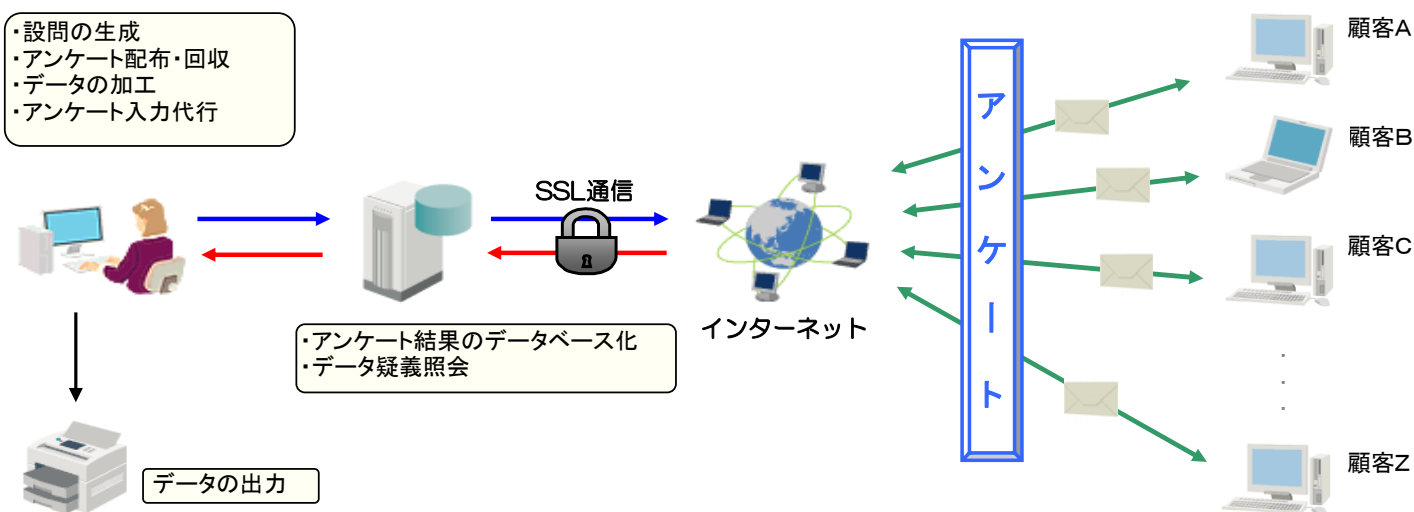 ・設問の生成
・アンケート配布・回収
・データの加工
・アンケート入力代行
SSL通信
インターネット
・アンケート結果のデータベース化
・データ疑義照会
データの出力
アンケート
顧客A
顧客B
顧客C
・
・
・
顧客Z